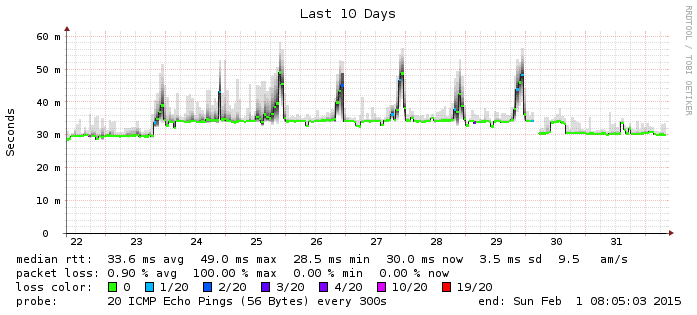 Last 10 Days
RRDTOOL / TOBI OETIKER
Seconds
60 m
50 m
40 m
30 m
20 m
10 m
0
22 23 24 25 26 27 28 29 30 31
median rtt: 33.6 ms avg 49.0 ms max 28.5 ms min 30.0 ms now 3.5 ms sd 9.5 am/s
packet loss: 0.90 % avg 100.00 % max 0.00 % min 0.00 % now
loss color: 0 1/20 2/20 3/20 4/20 10/20 19/20
probe: 20 ICMP Echo Pings (56 Bytes) every 300s end: Sun Feb 1 08:05:03 2015